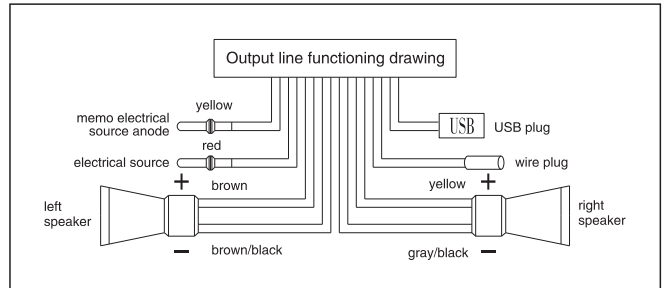 Output line functioning drawing
yellow
memo electrical
source anode
red
electrical source
+
brown
left
speaker
−
brown/black
USB
USB plug
wire plug
yellow
+
right
speaker
gray/black
−